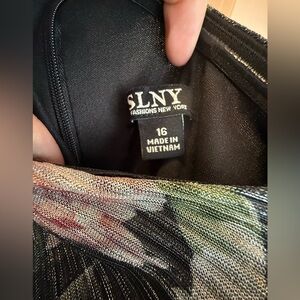 SLNY
FASHIONS NEW YORK
16
MADE IN
VIETNAM